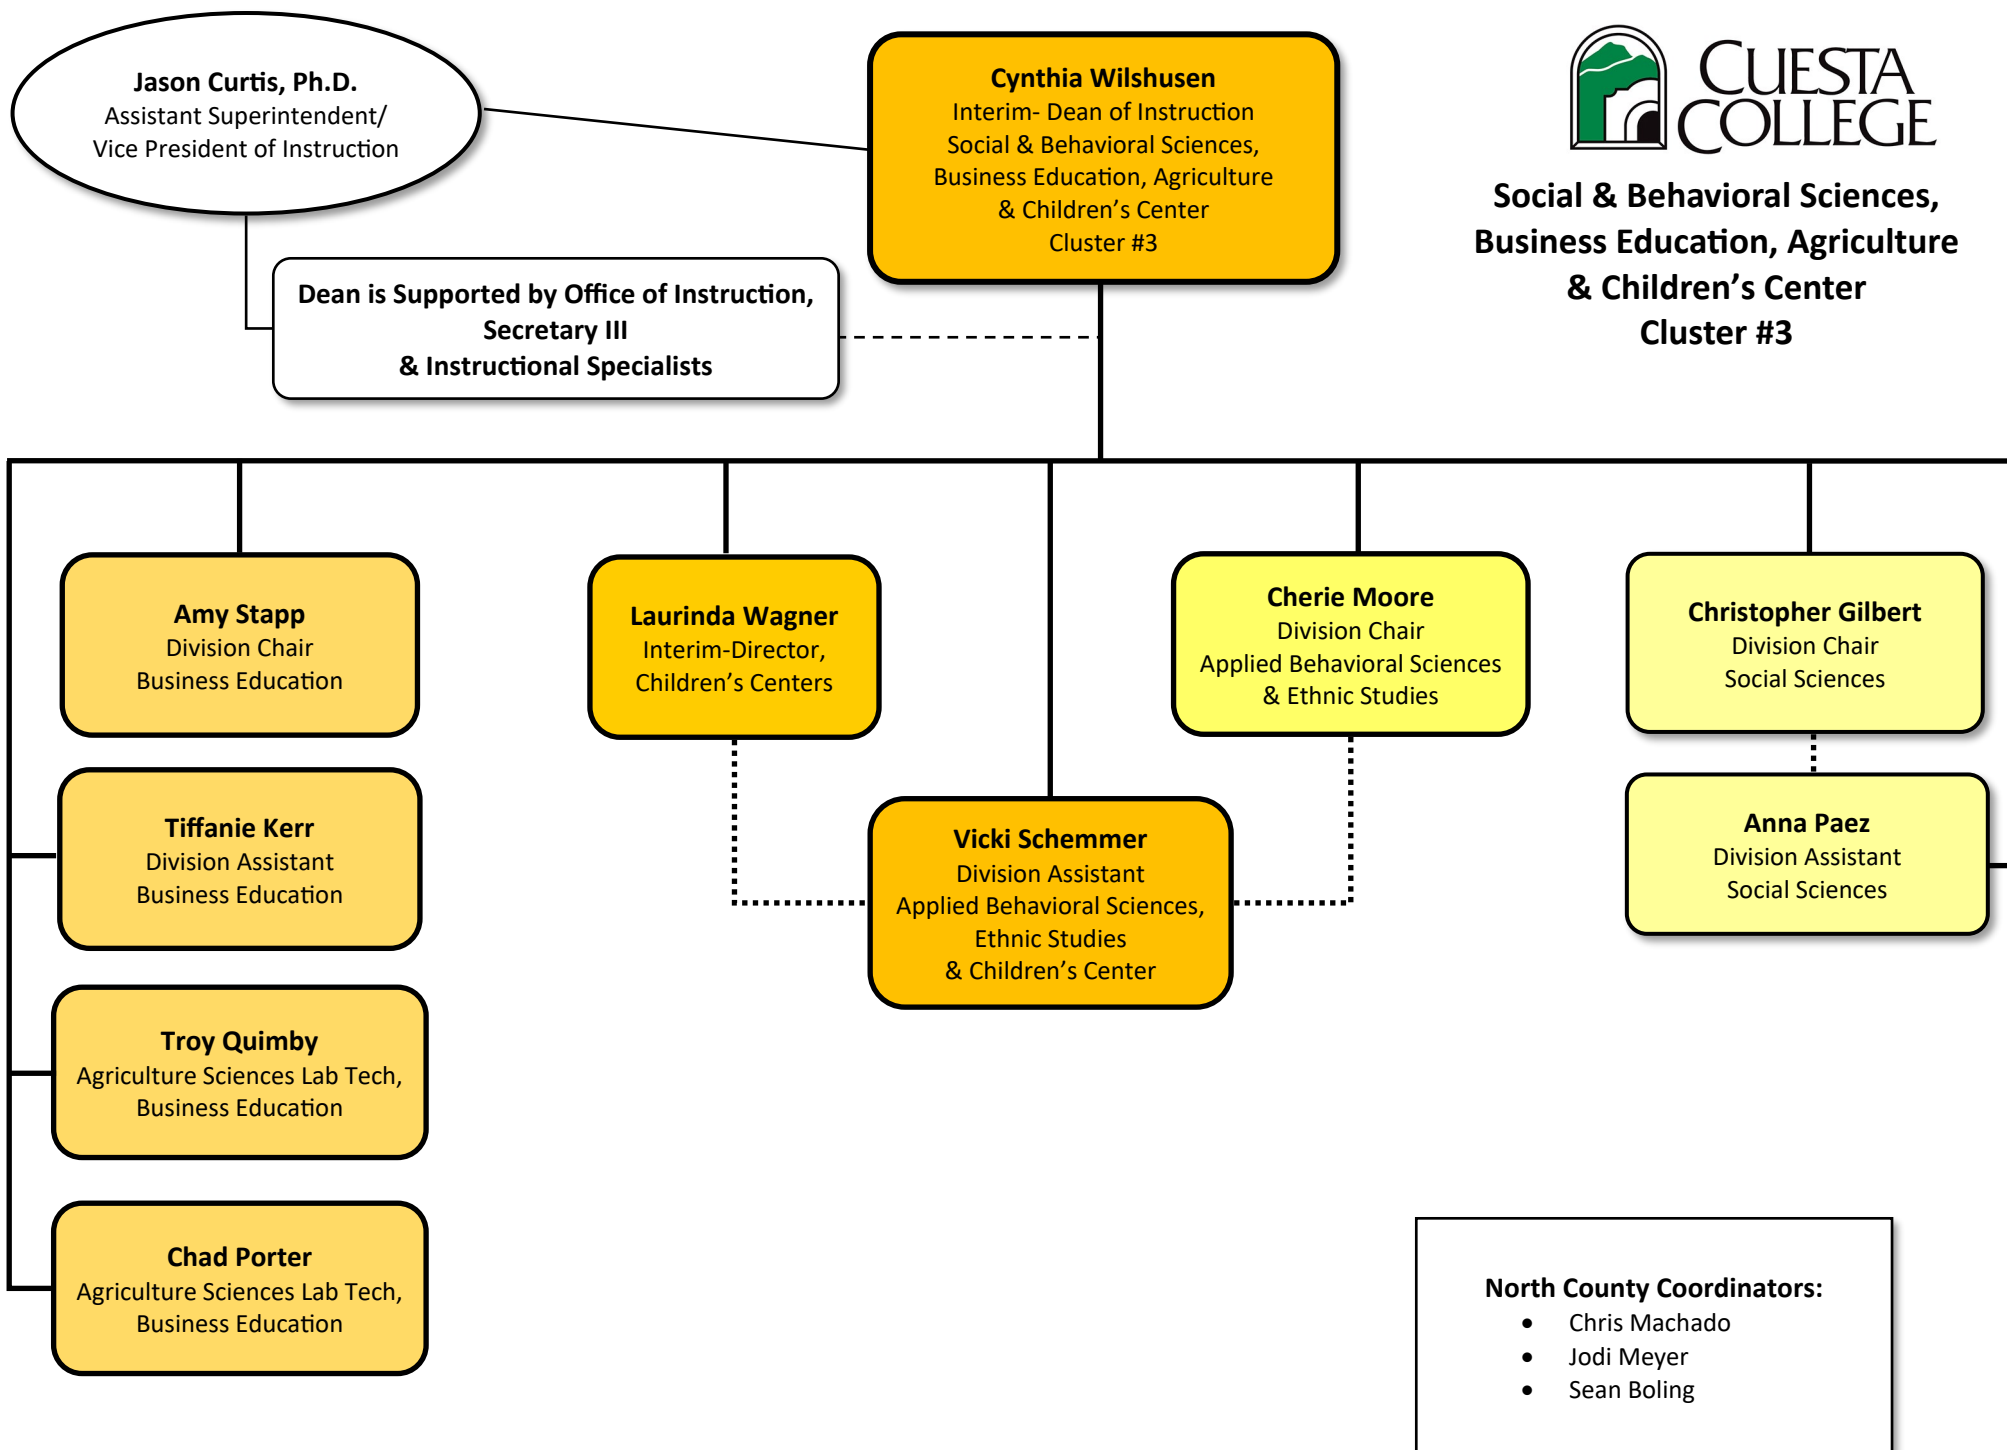 Jason Curtis, Ph.D.
Assistant Superintendent/
Vice President of Instruction
Cynthia Wilshusen
Interim- Dean of Instruction
Social & Behavioral Sciences,
Business Education, Agriculture
& Children's Center
Cluster #3
CUESTA
COLLEGE
Social & Behavioral Sciences,
Business Education, Agriculture
& Children's Center
Cluster #3
Dean is Supported by Office of Instruction,
Secretary III
& Instructional Specialists
Amy Stapp
Division Chair
Business Education
Laurinda Wagner
Interim-Director,
Children's Centers
Cherie Moore
Division Chair
Applied Behavioral Sciences
& Ethnic Studies
Christopher Gilbert
Division Chair
Social Sciences
Tiffanie Kerr
Division Assistant
Business Education
Vicki Schemmer
Division Assistant
Applied Behavioral Sciences,
Ethnic Studies
& Children's Center
Anna Paez
Division Assistant
Social Sciences
Troy Quimby
Agriculture Sciences Lab Tech,
Business Education
Chad Porter
Agriculture Sciences Lab Tech,
Business Education
North County Coordinators:
• Chris Machado
• Jodi Meyer
• Sean Boling